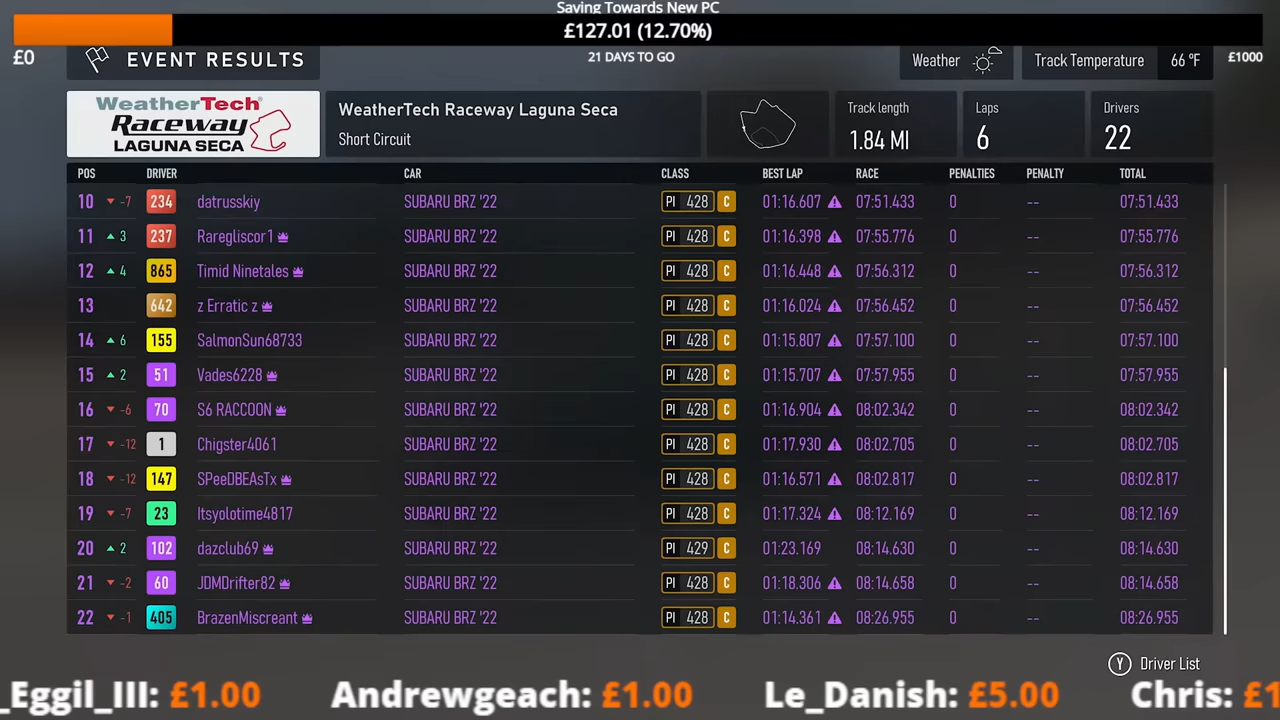 Saving Towards New PC
£127.01 (12.70%)
£0 21 DAYS TO GO £1000
EVENT RESULTS Weather Track Temperature 66 °F
WeatherTech®
Raceway
LAGUNA SECA
WeatherTech Raceway Laguna Seca
Short Circuit
Track length
1.84 MI
Laps
6
Drivers
22
POS DRIVER CAR CLASS BEST LAP RACE PENALTIES PENALTY TOTAL
10 -7 234 datrusskiy SUBARU BRZ '22 PI 428 C 01:16.607 07:51.433 0 -- 07:51.433
11 3 237 Raregliscor1 SUBARU BRZ '22 PI 428 C 01:16.398 07:55.776 0 -- 07:55.776
12 4 865 Timid Ninetales SUBARU BRZ '22 PI 428 C 01:16.448 07:56.312 0 -- 07:56.312
13 642 z Erratic z SUBARU BRZ '22 PI 428 C 01:16.024 07:56.452 0 -- 07:56.452
14 6 155 SalmonSun68733 SUBARU BRZ '22 PI 428 C 01:15.807 07:57.100 0 -- 07:57.100
15 2 51 Vades6228 SUBARU BRZ '22 PI 428 C 01:15.707 07:57.955 0 -- 07:57.955
16 -6 70 S6 RACCOON SUBARU BRZ '22 PI 428 C 01:16.904 08:02.342 0 -- 08:02.342
17 -12 1 Chigster4061 SUBARU BRZ '22 PI 428 C 01:17.930 08:02.705 0 -- 08:02.705
18 -12 147 SPeeDBEAsTx SUBARU BRZ '22 PI 428 C 01:16.571 08:02.817 0 -- 08:02.817
19 -7 23 Itsyolotime4817 SUBARU BRZ '22 PI 428 C 01:17.324 08:12.169 0 -- 08:12.169
20 2 102 dazclub69 SUBARU BRZ '22 PI 429 C 01:23.169 08:14.630 0 -- 08:14.630
21 -2 60 JDMDrifter82 SUBARU BRZ '22 PI 428 C 01:18.306 08:14.658 0 -- 08:14.658
22 -1 405 BrazenMiscreant SUBARU BRZ '22 PI 428 C 01:14.361 08:26.955 0 -- 08:26.955
Y Driver List
_Eggil_III: £1.00 Andrewgeach: £1.00 Le_Danish: £5.00 Chris: £1